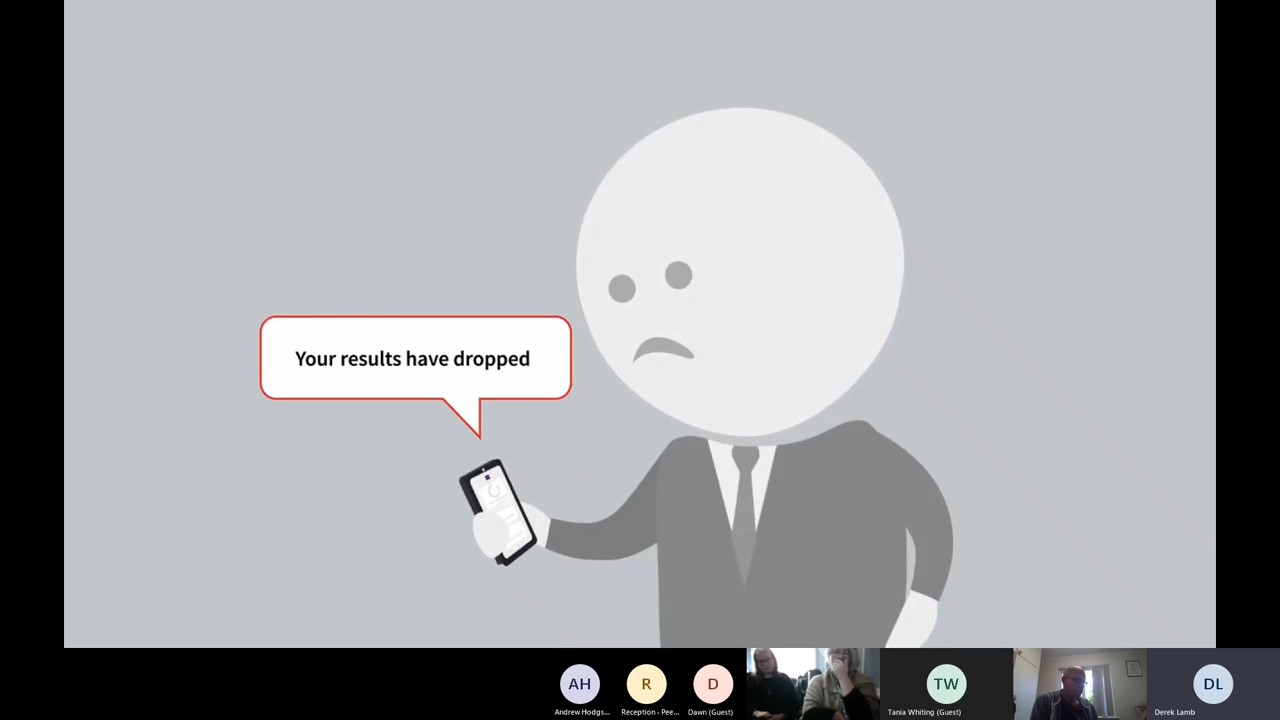 Your results have dropped
AH
R
D
TW
DL
Andrew Hodgs...
Reception - Pee...
Dawn (Guest)
Tania Whiting (Guest)
Derek Lamb